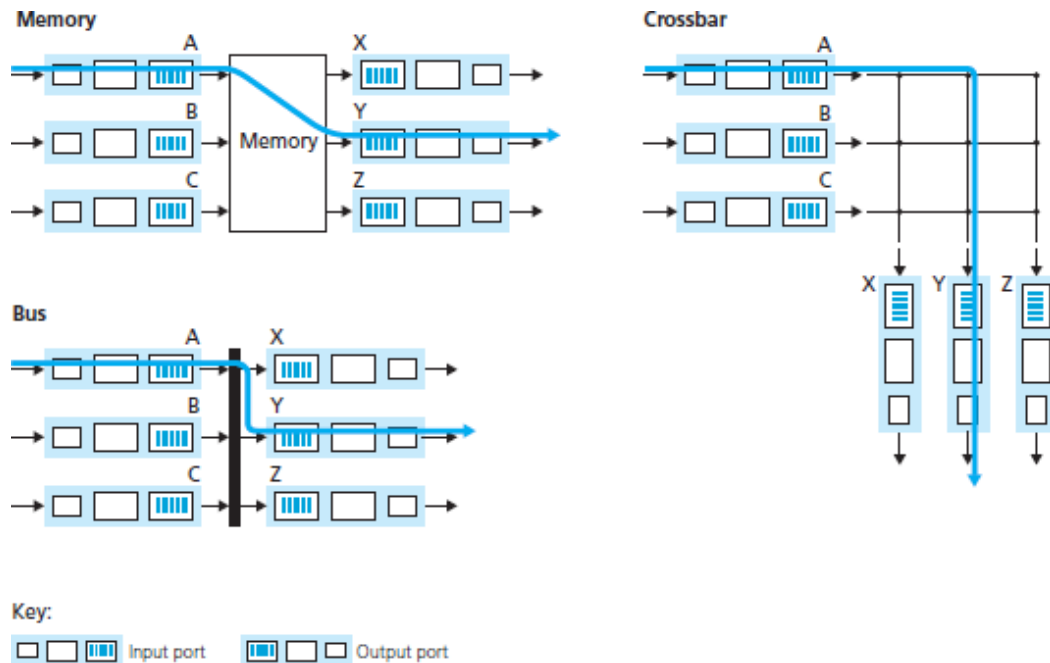 Memory
A
X
B
Y
Memory
C
Z
Crossbar
A
B
C
X
Y
Z
Bus
A
X
B
Y
C
Z
Key:
Input port
Output port